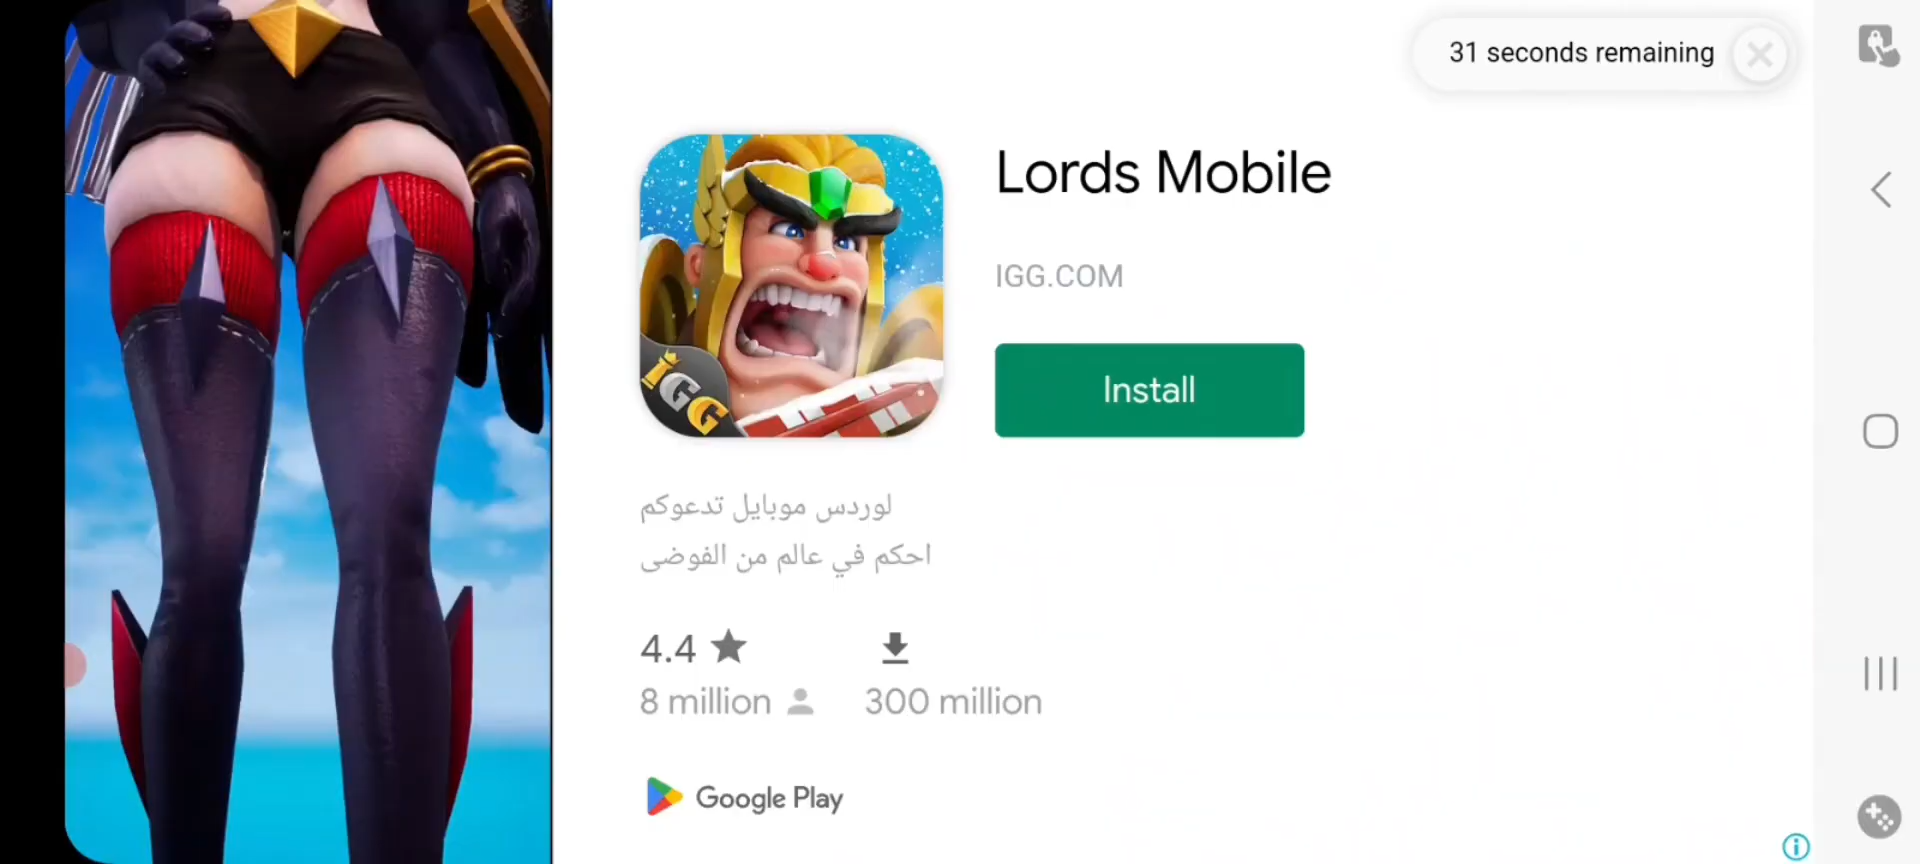 31 seconds remaining
Lords Mobile
IGG.COM
Install
IGG
لوردس موبايل تدعوكم
احكم في عالم من الفوضى
4.4
8 million
300 million
Google Play